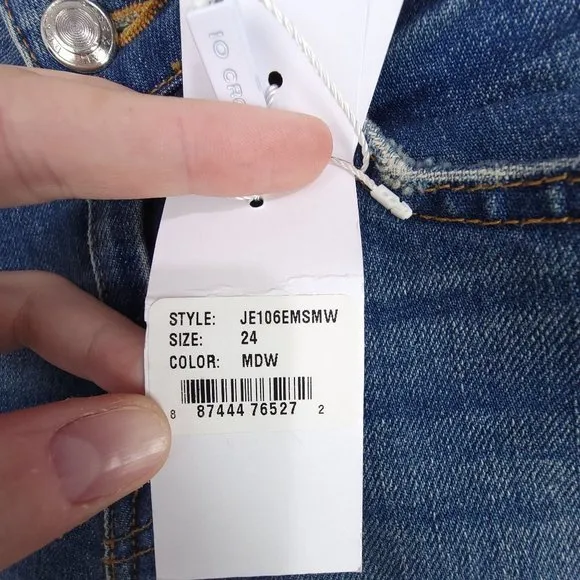 STYLE: JE106EMSMW
SIZE: 24
COLOR: MDW
8 87444 76527 2